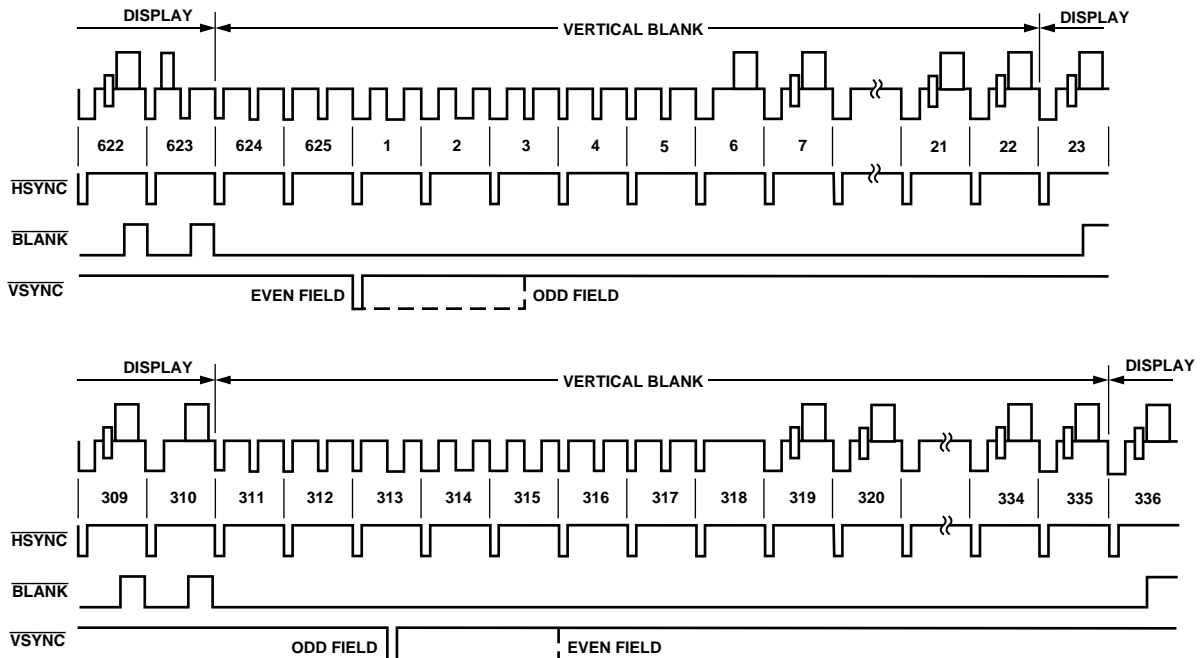 DISPLAY VERTICAL BLANK DISPLAY
622 623 624 625 1 2 3 4 5 6 7 21 22 23
HSYNC
BLANK
VSYNC
EVEN FIELD ODD FIELD
DISPLAY VERTICAL BLANK DISPLAY
309 310 311 312 313 314 315 316 317 318 319 320 334 335 336
HSYNC
BLANK
VSYNC
ODD FIELD EVEN FIELD